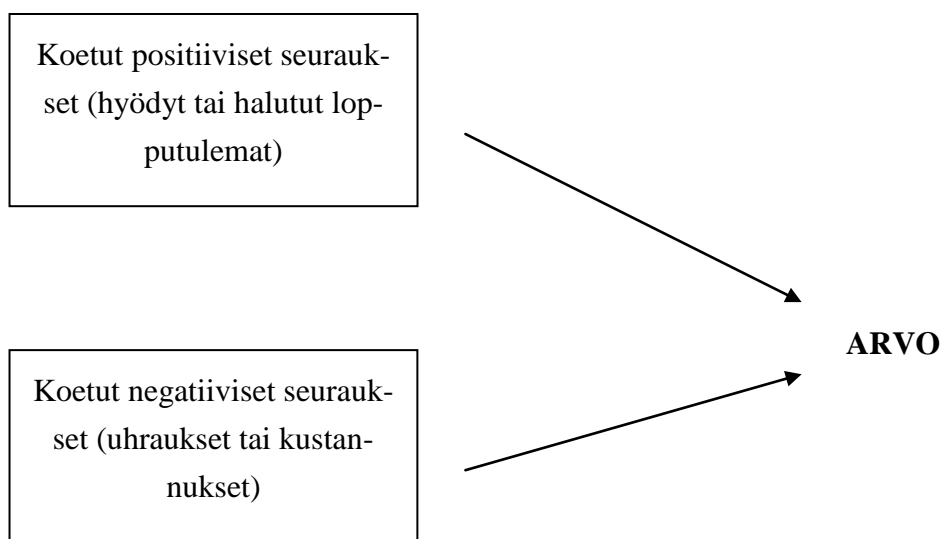 Koetut positiiviset seurauk-
set (hyödyt tai halutut lop-
putulemat)
ARVO
Koetut negatiiviset seurauk-
set (uhraukset tai kustan-
nukset)